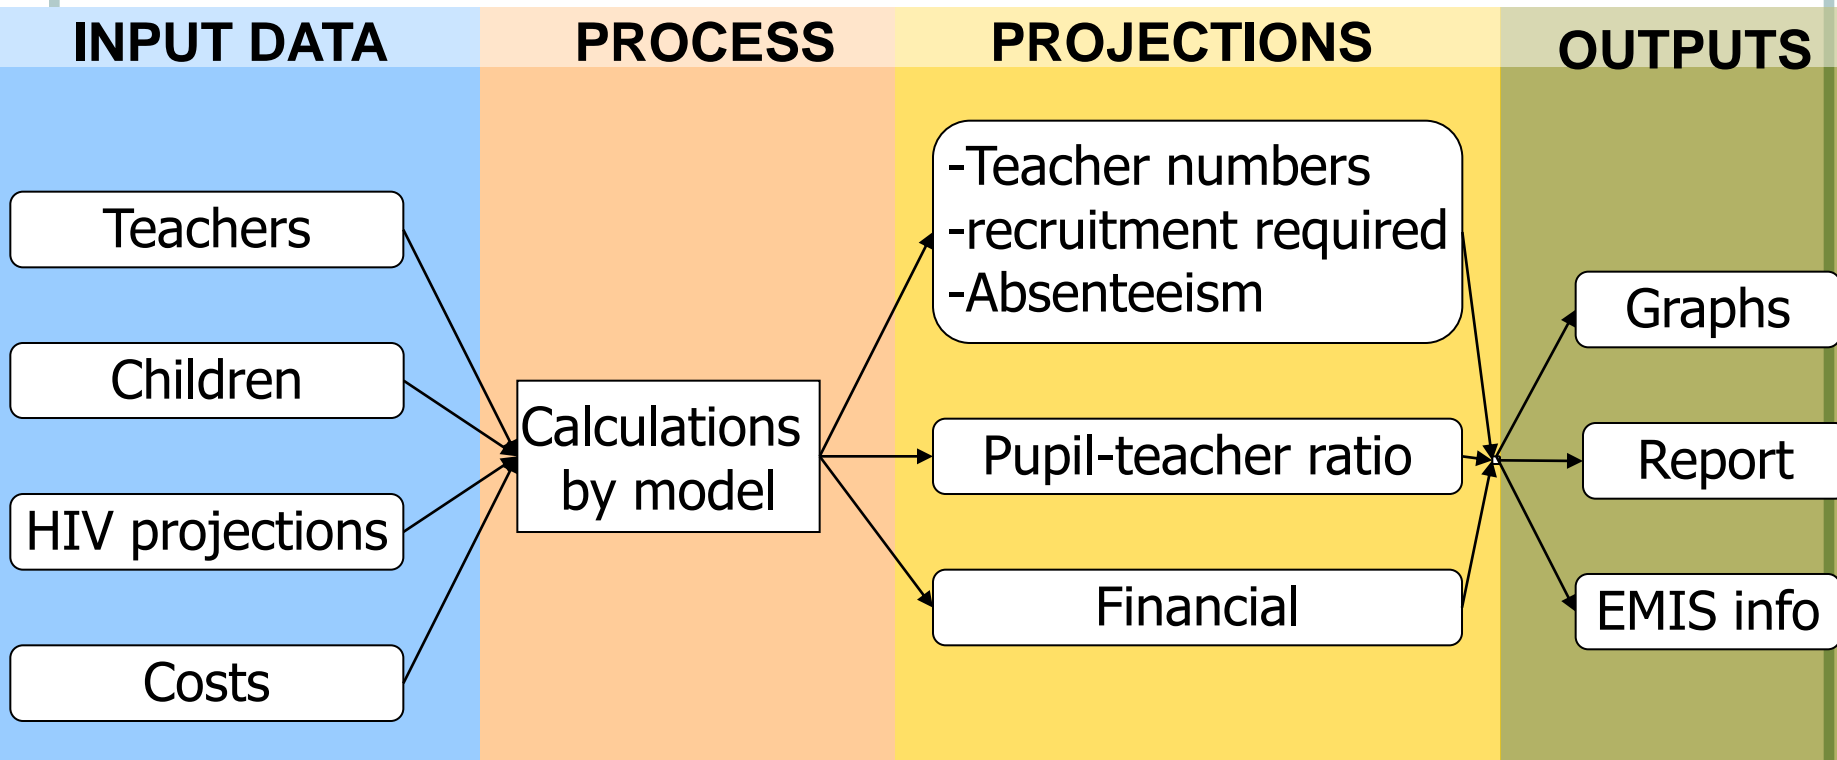 INPUT DATA
PROCESS
PROJECTIONS
OUTPUTS
Teachers
Children
HIV projections
Costs
Calculations
by model
-Teacher numbers
-recruitment required
-Absenteeism
Pupil-teacher ratio
Financial
Graphs
Report
EMIS info